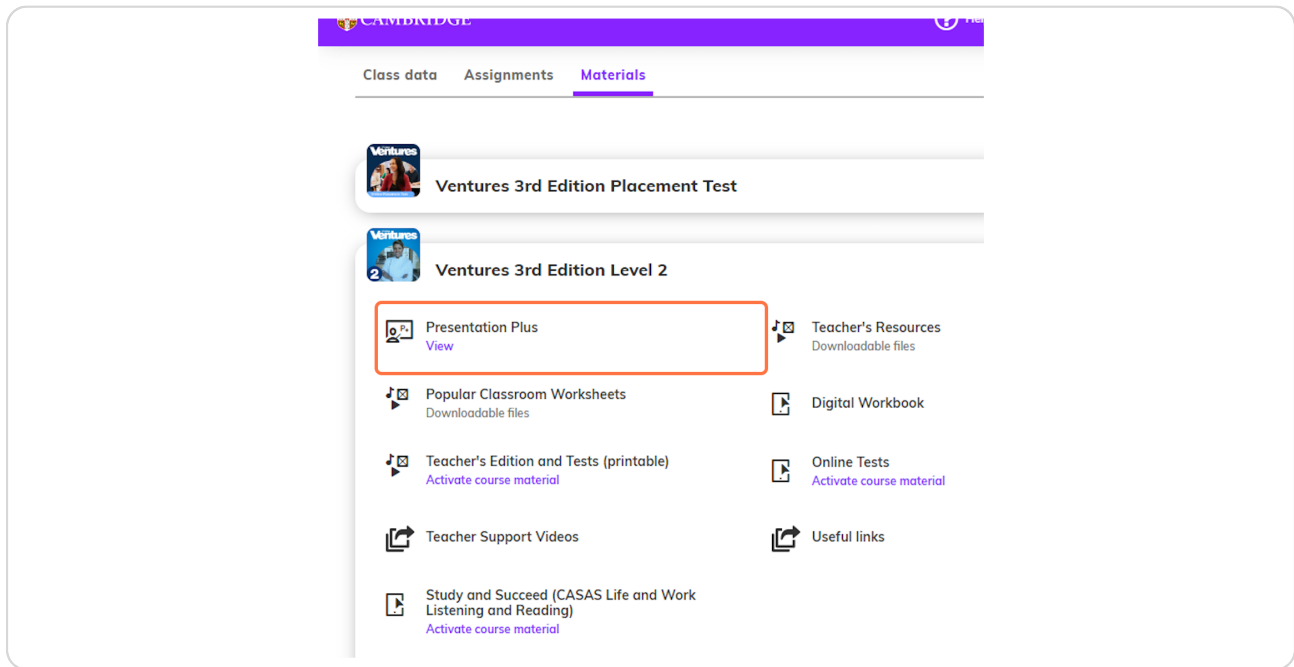 CAMBRIDGE
Class data Assignments Materials
Ventures
Ventures 3rd Edition Placement Test
Ventures
2
Ventures 3rd Edition Level 2
Presentation Plus
View
Teacher's Resources
Downloadable files
Popular Classroom Worksheets
Downloadable files
Digital Workbook
Teacher's Edition and Tests (printable)
Activate course material
Online Tests
Activate course material
Teacher Support Videos
Useful links
Study and Succeed (CASAS Life and Work
Listening and Reading)
Activate course material